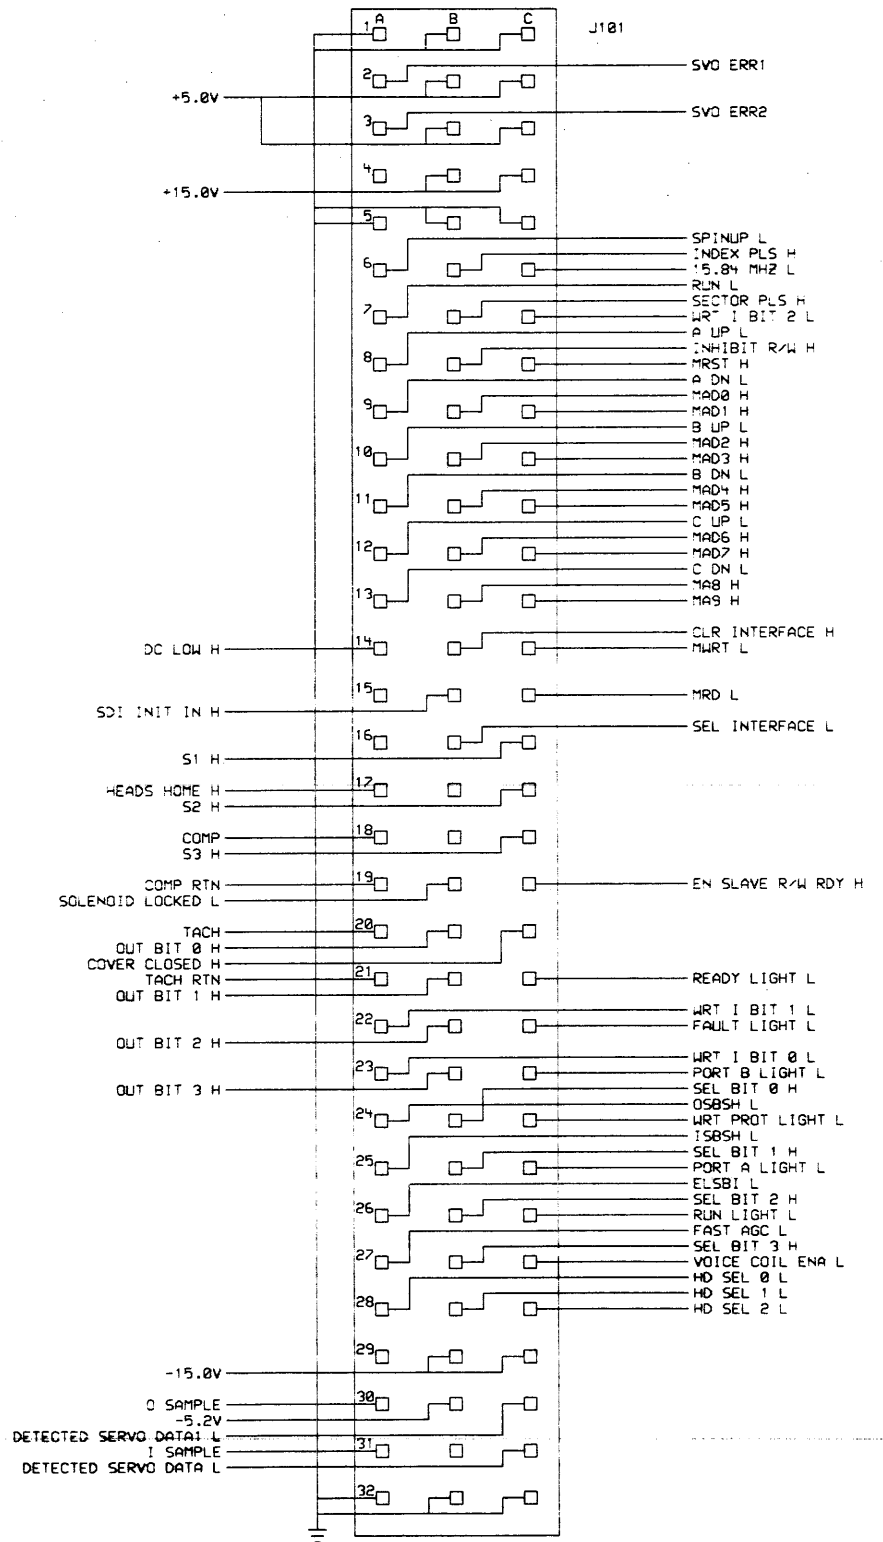 A B C
J101
1
SVO ERR1
2
+5.0V
SVO ERR2
3
4
+15.0V
5
SPINUP L
INDEX PLS H
6
15.84 MHZ L
RUN L
SECTOR PLS H
7
WRT I BIT 2 L
A UP L
INHIBIT R/W H
8
MRST H
A DN L
MAD0 H
9
MAD1 H
B UP L
MAD2 H
10
MAD3 H
B DN L
MAD4 H
11
MAD5 H
C UP L
MAD6 H
12
MAD7 H
C DN L
MA8 H
13
MA9 H
CLR INTERFACE H
14
DC LOW H
MWRT L
15
MRD L
SDI INIT IN H
SEL INTERFACE L
16
S1 H
17
HEADS HOME H
S2 H
18
COMP
S3 H
19
COMP RTN
EN SLAVE R/W RDY H
SOLENOID LOCKED L
20
TACH
OUT BIT 0 H
COVER CLOSED H
21
TACH RTN
READY LIGHT L
OUT BIT 1 H
WRT I BIT 1 L
22
FAULT LIGHT L
OUT BIT 2 H
WRT I BIT 0 L
23
PORT B LIGHT L
OUT BIT 3 H
SEL BIT 0 H
OSBSH L
24
WRT PROT LIGHT L
ISBSH L
SEL BIT 1 H
25
PORT A LIGHT L
ELSBI L
SEL BIT 2 H
26
RUN LIGHT L
FAST AGC L
SEL BIT 3 H
27
VOICE COIL ENA L
HD SEL 0 L
HD SEL 1 L
28
HD SEL 2 L
29
-15.0V
30
O SAMPLE
-5.2V
DETECTED SERVO DATA1 L
31
I SAMPLE
DETECTED SERVO DATA L
32